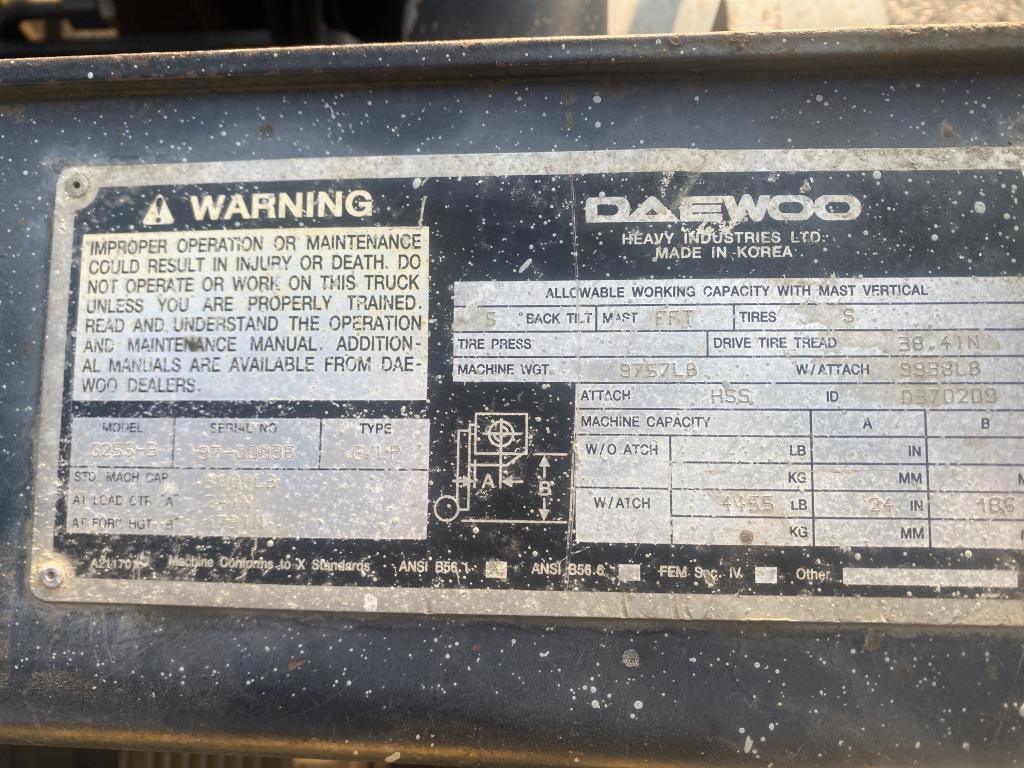 WARNING
IMPROPER OPERATION OR MAINTENANCE
COULD RESULT IN INJURY OR DEATH. DO
NOT OPERATE OR WORK ON THIS TRUCK
UNLESS YOU ARE PROPERLY TRAINED.
READ AND UNDERSTAND THE OPERATION
AND MAINTENANCE MANUAL. ADDITION-
AL MANUALS ARE AVAILABLE FROM DAE-
WOO DEALERS.
MODEL SERIAL NO TYPE
G25S-3
STD MACH CAP
AT LOAD CTR "A"
AT FORK HGT "B"
DAEWOO
HEAVY INDUSTRIES LTD.
MADE IN KOREA
ALLOWABLE WORKING CAPACITY WITH MAST VERTICAL
5 °BACK TILT MAST FFT TIRES S
TIRE PRESS DRIVE TIRE TREAD 38.41N
MACHINE WGT 9757LB W/ATTACH 9938LB
ATTACH HSS ID D370209
MACHINE CAPACITY A B
W/O ATCH LB IN
KG MM
W/ATCH 4455 LB 24 IN 186
KG MM
A B
Machine Conforms to X Standards ANSI B56.1 ANSI B56.6 FEM Sec. IV Other